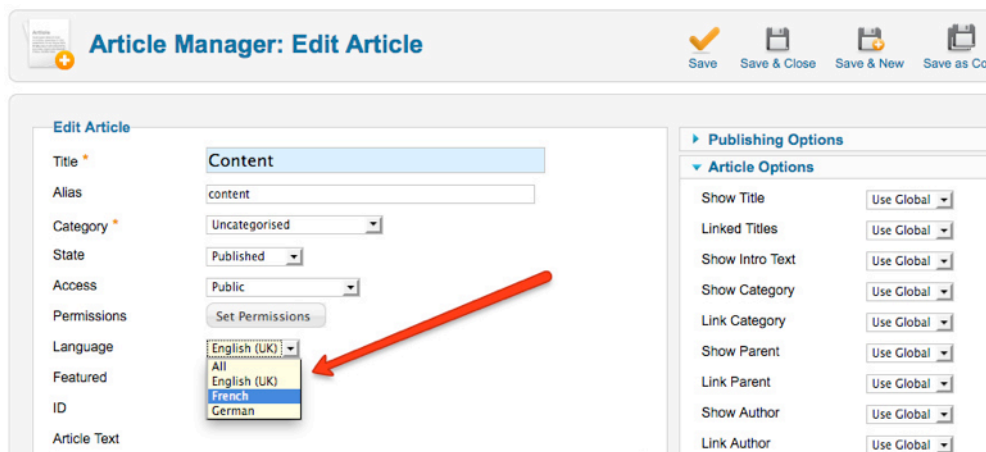 Article Manager: Edit Article
Save
Save & Close
Save & New
Save as Co
Edit Article
Title *
Content
Alias
content
Category *
Uncategorised
State
Published
Access
Public
Permissions
Set Permissions
Language
English (UK)
All
English (UK)
French
German
Featured
ID
Article Text
Publishing Options
Article Options
Show Title
Use Global
Linked Titles
Use Global
Show Intro Text
Use Global
Show Category
Use Global
Link Category
Use Global
Show Parent
Use Global
Link Parent
Use Global
Show Author
Use Global
Link Author
Use Global